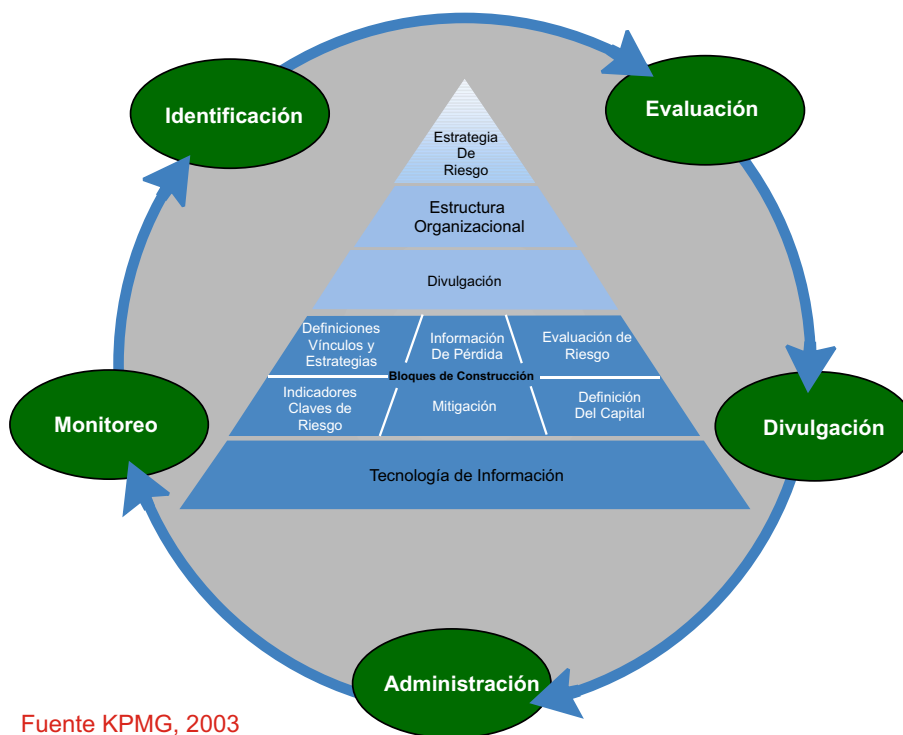 Identificación
Evaluación
Estrategia
De
Riesgo
Estructura
Organizacional
Divulgación
Definiciones
Vínculos y
Estrategias
Información
De Pérdida
Evaluación de
Riesgo
Bloques de Construcción
Indicadores
Claves de
Riesgo
Mitigación
Definición
Del Capital
Monitoreo
Divulgación
Tecnología de Información
Administración
Fuente KPMG, 2003